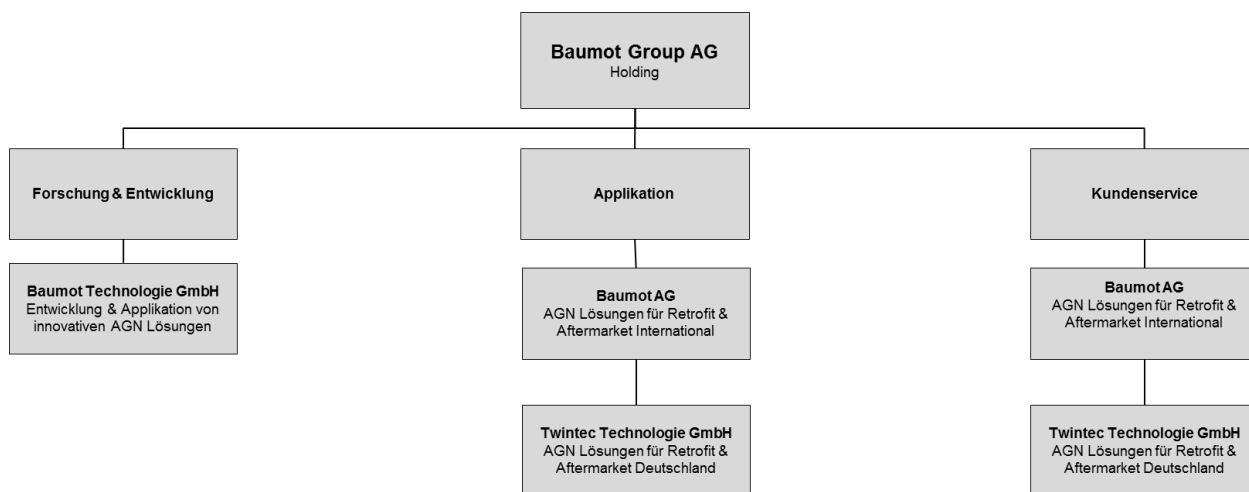 Baumot Group AG
Holding
Forschung & Entwicklung
Applikation
Kundenservice
Baumot Technologie GmbH
Entwicklung & Applikation von
innovativen AGN Lösungen
Baumot AG
AGN Lösungen für Retrofit &
Aftermarket International
Baumot AG
AGN Lösungen für Retrofit &
Aftermarket International
Twintec Technologie GmbH
AGN Lösungen für Retrofit &
Aftermarket Deutschland
Twintec Technologie GmbH
AGN Lösungen für Retrofit &
Aftermarket Deutschland